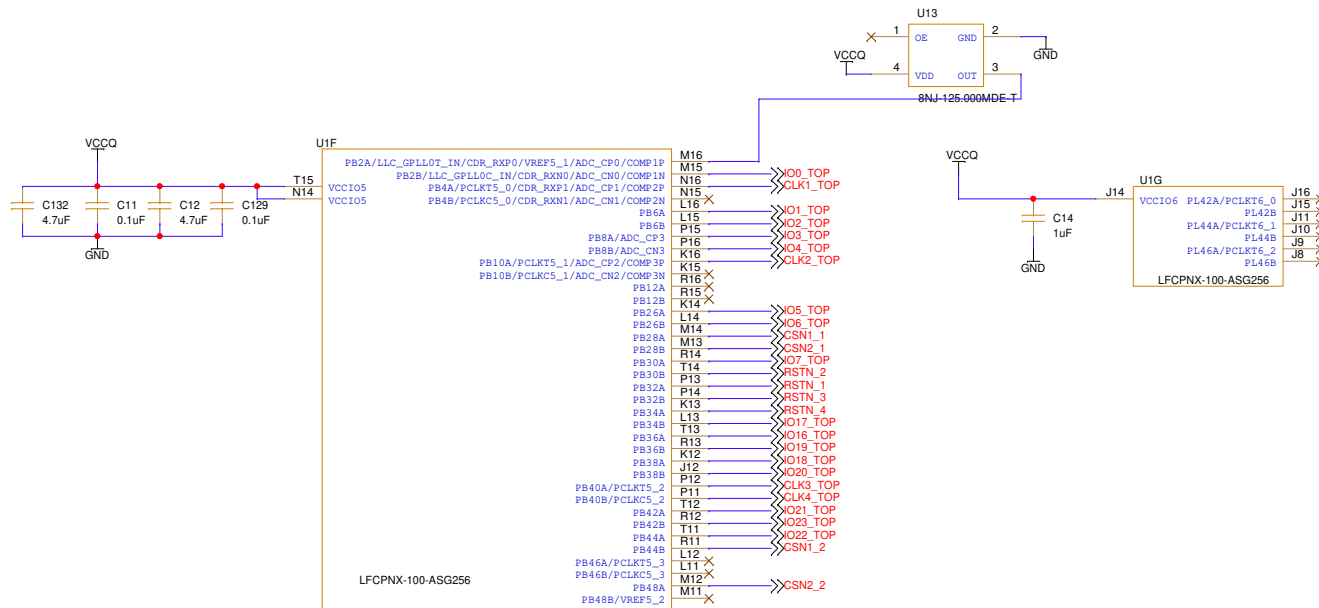 U13
1 OE GND 2
VCCQ
4 VDD OUT 3
GND
8NJ-125.000MDE-T
VCCQ
C132
4.7uF
C11
0.1uF
C12
4.7uF
C129
0.1uF
GND
U1F
T15 VCCIO5
N14 VCCIO5
PB2A/LLC_GPLL0T_IN/CDR_RXP0/VREF5_1/ADC_CP0/COMP1P M16
PB2B/LLC_GPLL0C_IN/CDR_RXN0/ADC_CN0/COMP1N M15 IO0_TOP
PB4A/PCLKT5_0/CDR_RXP1/ADC_CP1/COMP2P N16 CLK1_TOP
PB4B/PCLKC5_0/CDR_RXN1/ADC_CN1/COMP2N N15
PB6A L16 IO1_TOP
PB6B L15 IO2_TOP
PB8A/ADC_CP3 P15 IO3_TOP
PB8B/ADC_CN3 P16 IO4_TOP
PB10A/PCLKT5_1/ADC_CP2/COMP3P K16 CLK2_TOP
PB10B/PCLKC5_1/ADC_CN2/COMP3N K15
PB12A R16
PB12B R15
PB26A K14 IO5_TOP
PB26B L14 IO6_TOP
PB28A M14 CSN1_1
PB28B M13 CSN2_1
PB30A R14 IO7_TOP
PB30B T14 RSTN_2
PB32A P13 RSTN_1
PB32B P14 RSTN_3
PB34A K13 RSTN_4
PB34B L13 IO17_TOP
PB36A T13 IO16_TOP
PB36B R13 IO19_TOP
PB38A K12 IO18_TOP
PB38B J12 IO20_TOP
PB40A/PCLKT5_2 P12 CLK3_TOP
PB40B/PCLKC5_2 P11 CLK4_TOP
PB42A T12 IO21_TOP
PB42B R12 IO23_TOP
PB44A T11 IO22_TOP
PB44B R11 CSN1_2
PB46A/PCLKT5_3 L12
PB46B/PCLKC5_3 L11
PB48A M12 CSN2_2
PB48B/VREF5_2 M11
LFCPNX-100-ASG256
VCCQ
C14
1uF
GND
U1G
J14 VCCIO6 PL42A/PCLKT6_0 J16
PL42B J15
PL44A/PCLKT6_1 J11
PL44B J10
PL46A/PCLKT6_2 J9
PL46B J8
LFCPNX-100-ASG256